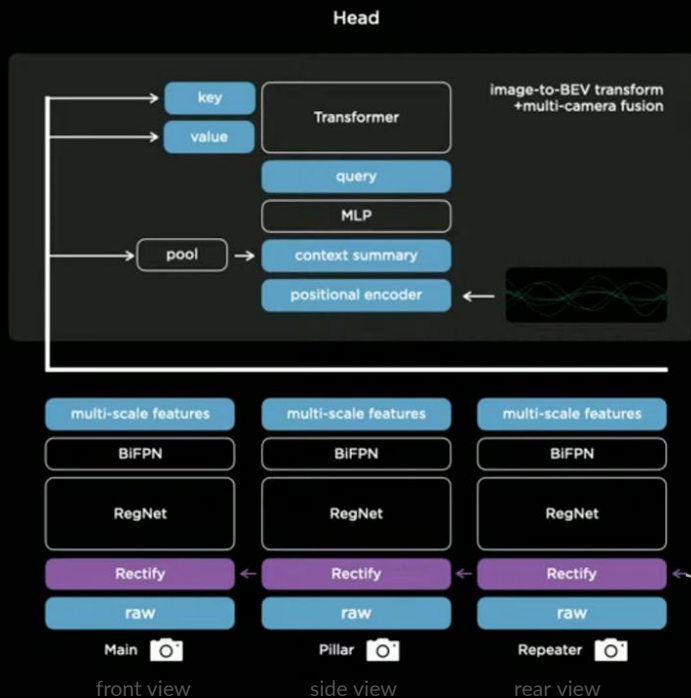 Head
key
value
Transformer
image-to-BEV transform
+multi-camera fusion
query
MLP
pool
context summary
positional encoder
multi-scale features
multi-scale features
multi-scale features
BiFPN
BiFPN
BiFPN
RegNet
RegNet
RegNet
Rectify
Rectify
Rectify
raw
raw
raw
Main
Pillar
Repeater
front view
side view
rear view